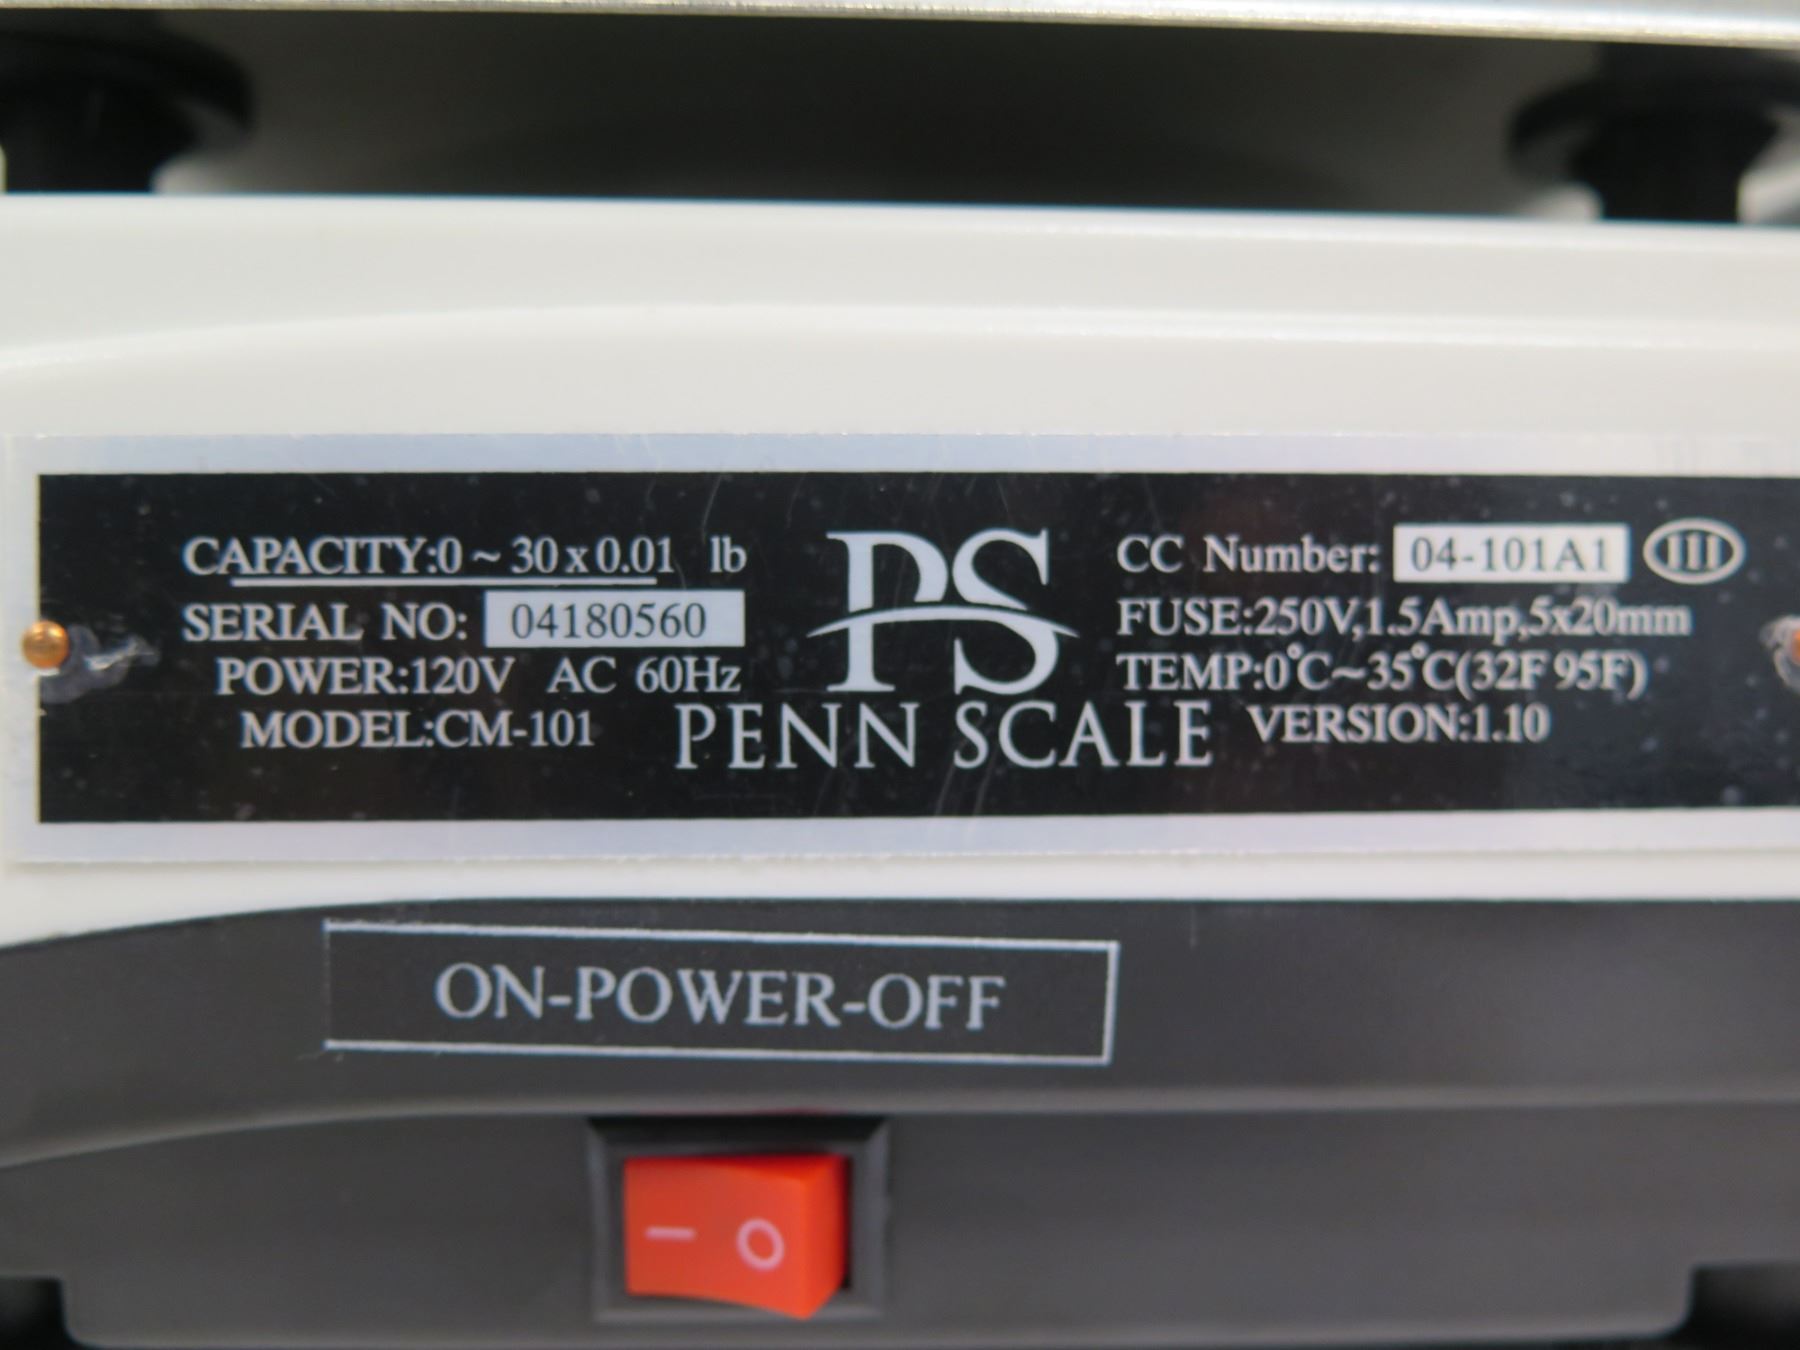 CAPACITY:0 ~ 30 x 0.01 lb
SERIAL NO: 04180560
POWER:120V AC 60Hz
MODEL:CM-101
PS
PENN SCALE
CC Number: 04-101A1 III
FUSE:250V,1.5Amp,5x20mm
TEMP:0°C~35°C(32F 95F)
VERSION:1.10
ON-POWER-OFF
— O